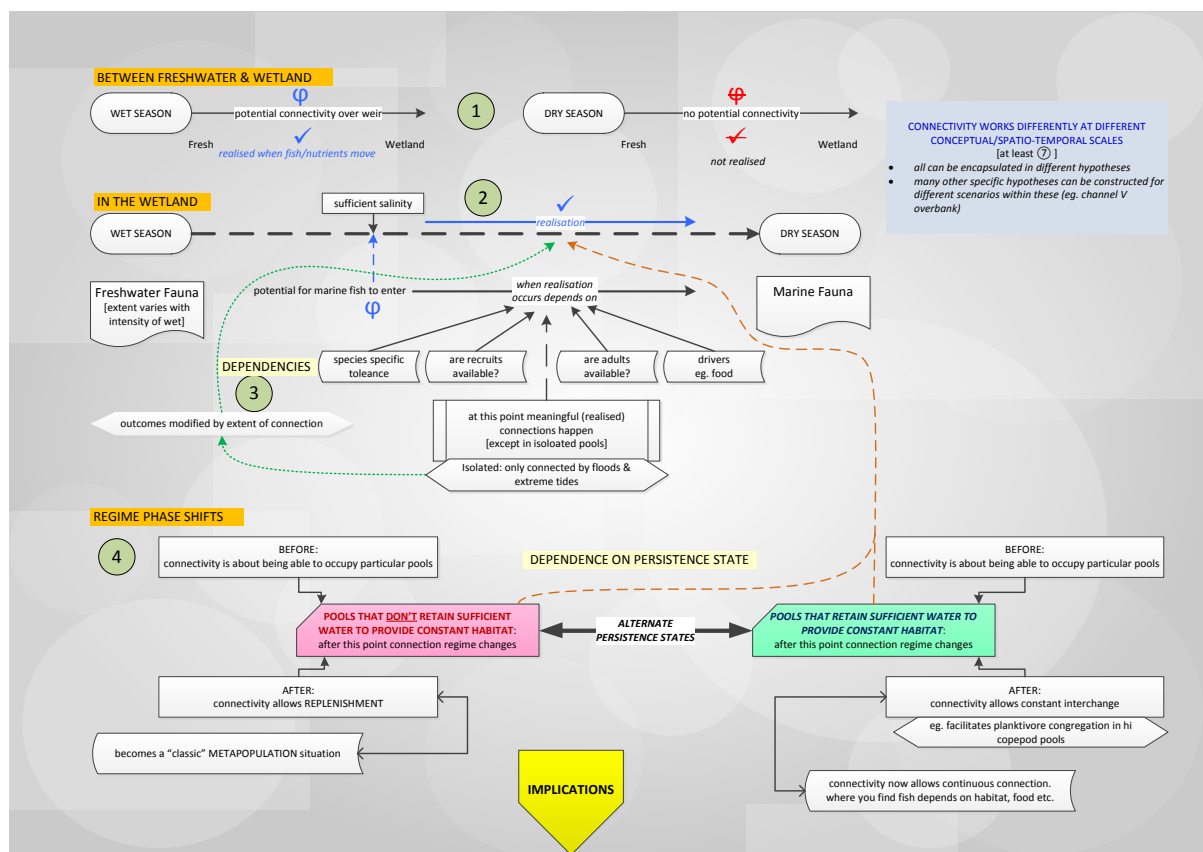 BETWEEN FRESHWATER & WETLAND
WET SEASON
φ
potential connectivity over weir
Fresh
Wetland
✓
realised when fish/nutrients move
1
DRY SEASON
φ
no potential connectivity
Fresh
Wetland
✓
not realised
CONNECTIVITY WORKS DIFFERENTLY AT DIFFERENT
CONCEPTUAL/SPATIO-TEMPORAL SCALES
[at least ⑦ ]
• all can be encapsulated in different hypotheses
• many other specific hypotheses can be constructed for
different scenarios within these (eg. channel V
overbank)
IN THE WETLAND
sufficient salinity
2
✓
realisation
WET SEASON
DRY SEASON
Freshwater Fauna
[extent varies with
intensity of wet]
potential for marine fish to enter
φ
when realisation
occurs depends on
Marine Fauna
DEPENDENCIES
species specific
toleance
are recruits
available?
are adults
available?
drivers
eg. food
3
outcomes modified by extent of connection
at this point meaningful (realised)
connections happen
[except in isoloated pools]
Isolated: only connected by floods &
extreme tides
REGIME PHASE SHIFTS
4
BEFORE:
connectivity is about being able to occupy particular pools
DEPENDENCE ON PERSISTENCE STATE
BEFORE:
connectivity is about being able to occupy particular pools
POOLS THAT DON'T RETAIN SUFFICIENT
WATER TO PROVIDE CONSTANT HABITAT:
after this point connection regime changes
ALTERNATE
PERSISTENCE STATES
POOLS THAT RETAIN SUFFICIENT WATER TO
PROVIDE CONSTANT HABITAT:
after this point connection regime changes
AFTER:
connectivity allows REPLENISHMENT
becomes a "classic" METAPOPULATION situation
AFTER:
connectivity allows constant interchange
eg. facilitates planktivore congregation in hi
copepod pools
connectivity now allows continuous connection.
where you find fish depends on habitat, food etc.
IMPLICATIONS